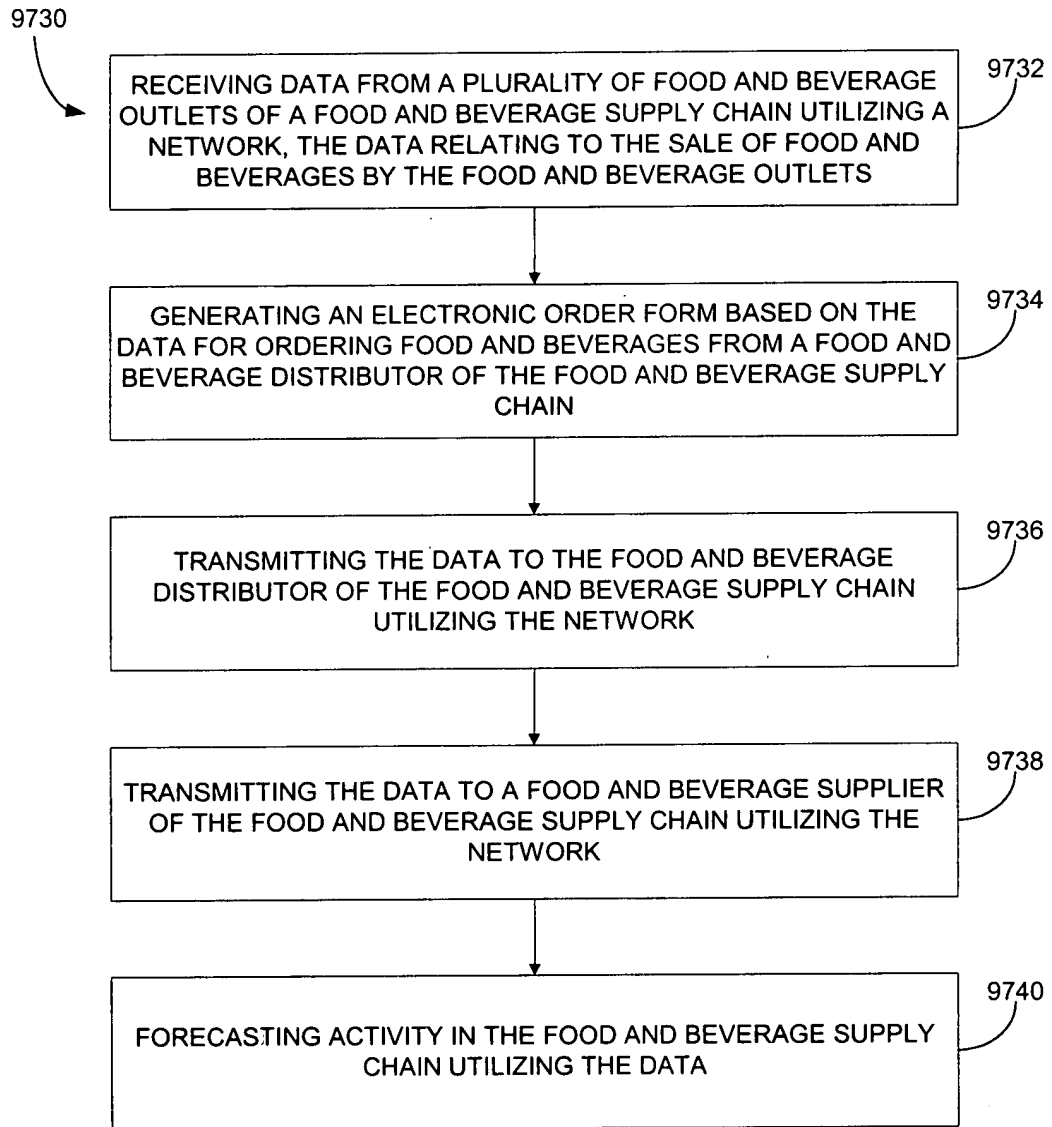 9730
RECEIVING DATA FROM A PLURALITY OF FOOD AND BEVERAGE
OUTLETS OF A FOOD AND BEVERAGE SUPPLY CHAIN UTILIZING A
NETWORK, THE DATA RELATING TO THE SALE OF FOOD AND
BEVERAGES BY THE FOOD AND BEVERAGE OUTLETS
9732
GENERATING AN ELECTRONIC ORDER FORM BASED ON THE
DATA FOR ORDERING FOOD AND BEVERAGES FROM A FOOD AND
BEVERAGE DISTRIBUTOR OF THE FOOD AND BEVERAGE SUPPLY
CHAIN
9734
TRANSMITTING THE DATA TO THE FOOD AND BEVERAGE
DISTRIBUTOR OF THE FOOD AND BEVERAGE SUPPLY CHAIN
UTILIZING THE NETWORK
9736
TRANSMITTING THE DATA TO A FOOD AND BEVERAGE SUPPLIER
OF THE FOOD AND BEVERAGE SUPPLY CHAIN UTILIZING THE
NETWORK
9738
FORECASTING ACTIVITY IN THE FOOD AND BEVERAGE SUPPLY
CHAIN UTILIZING THE DATA
9740